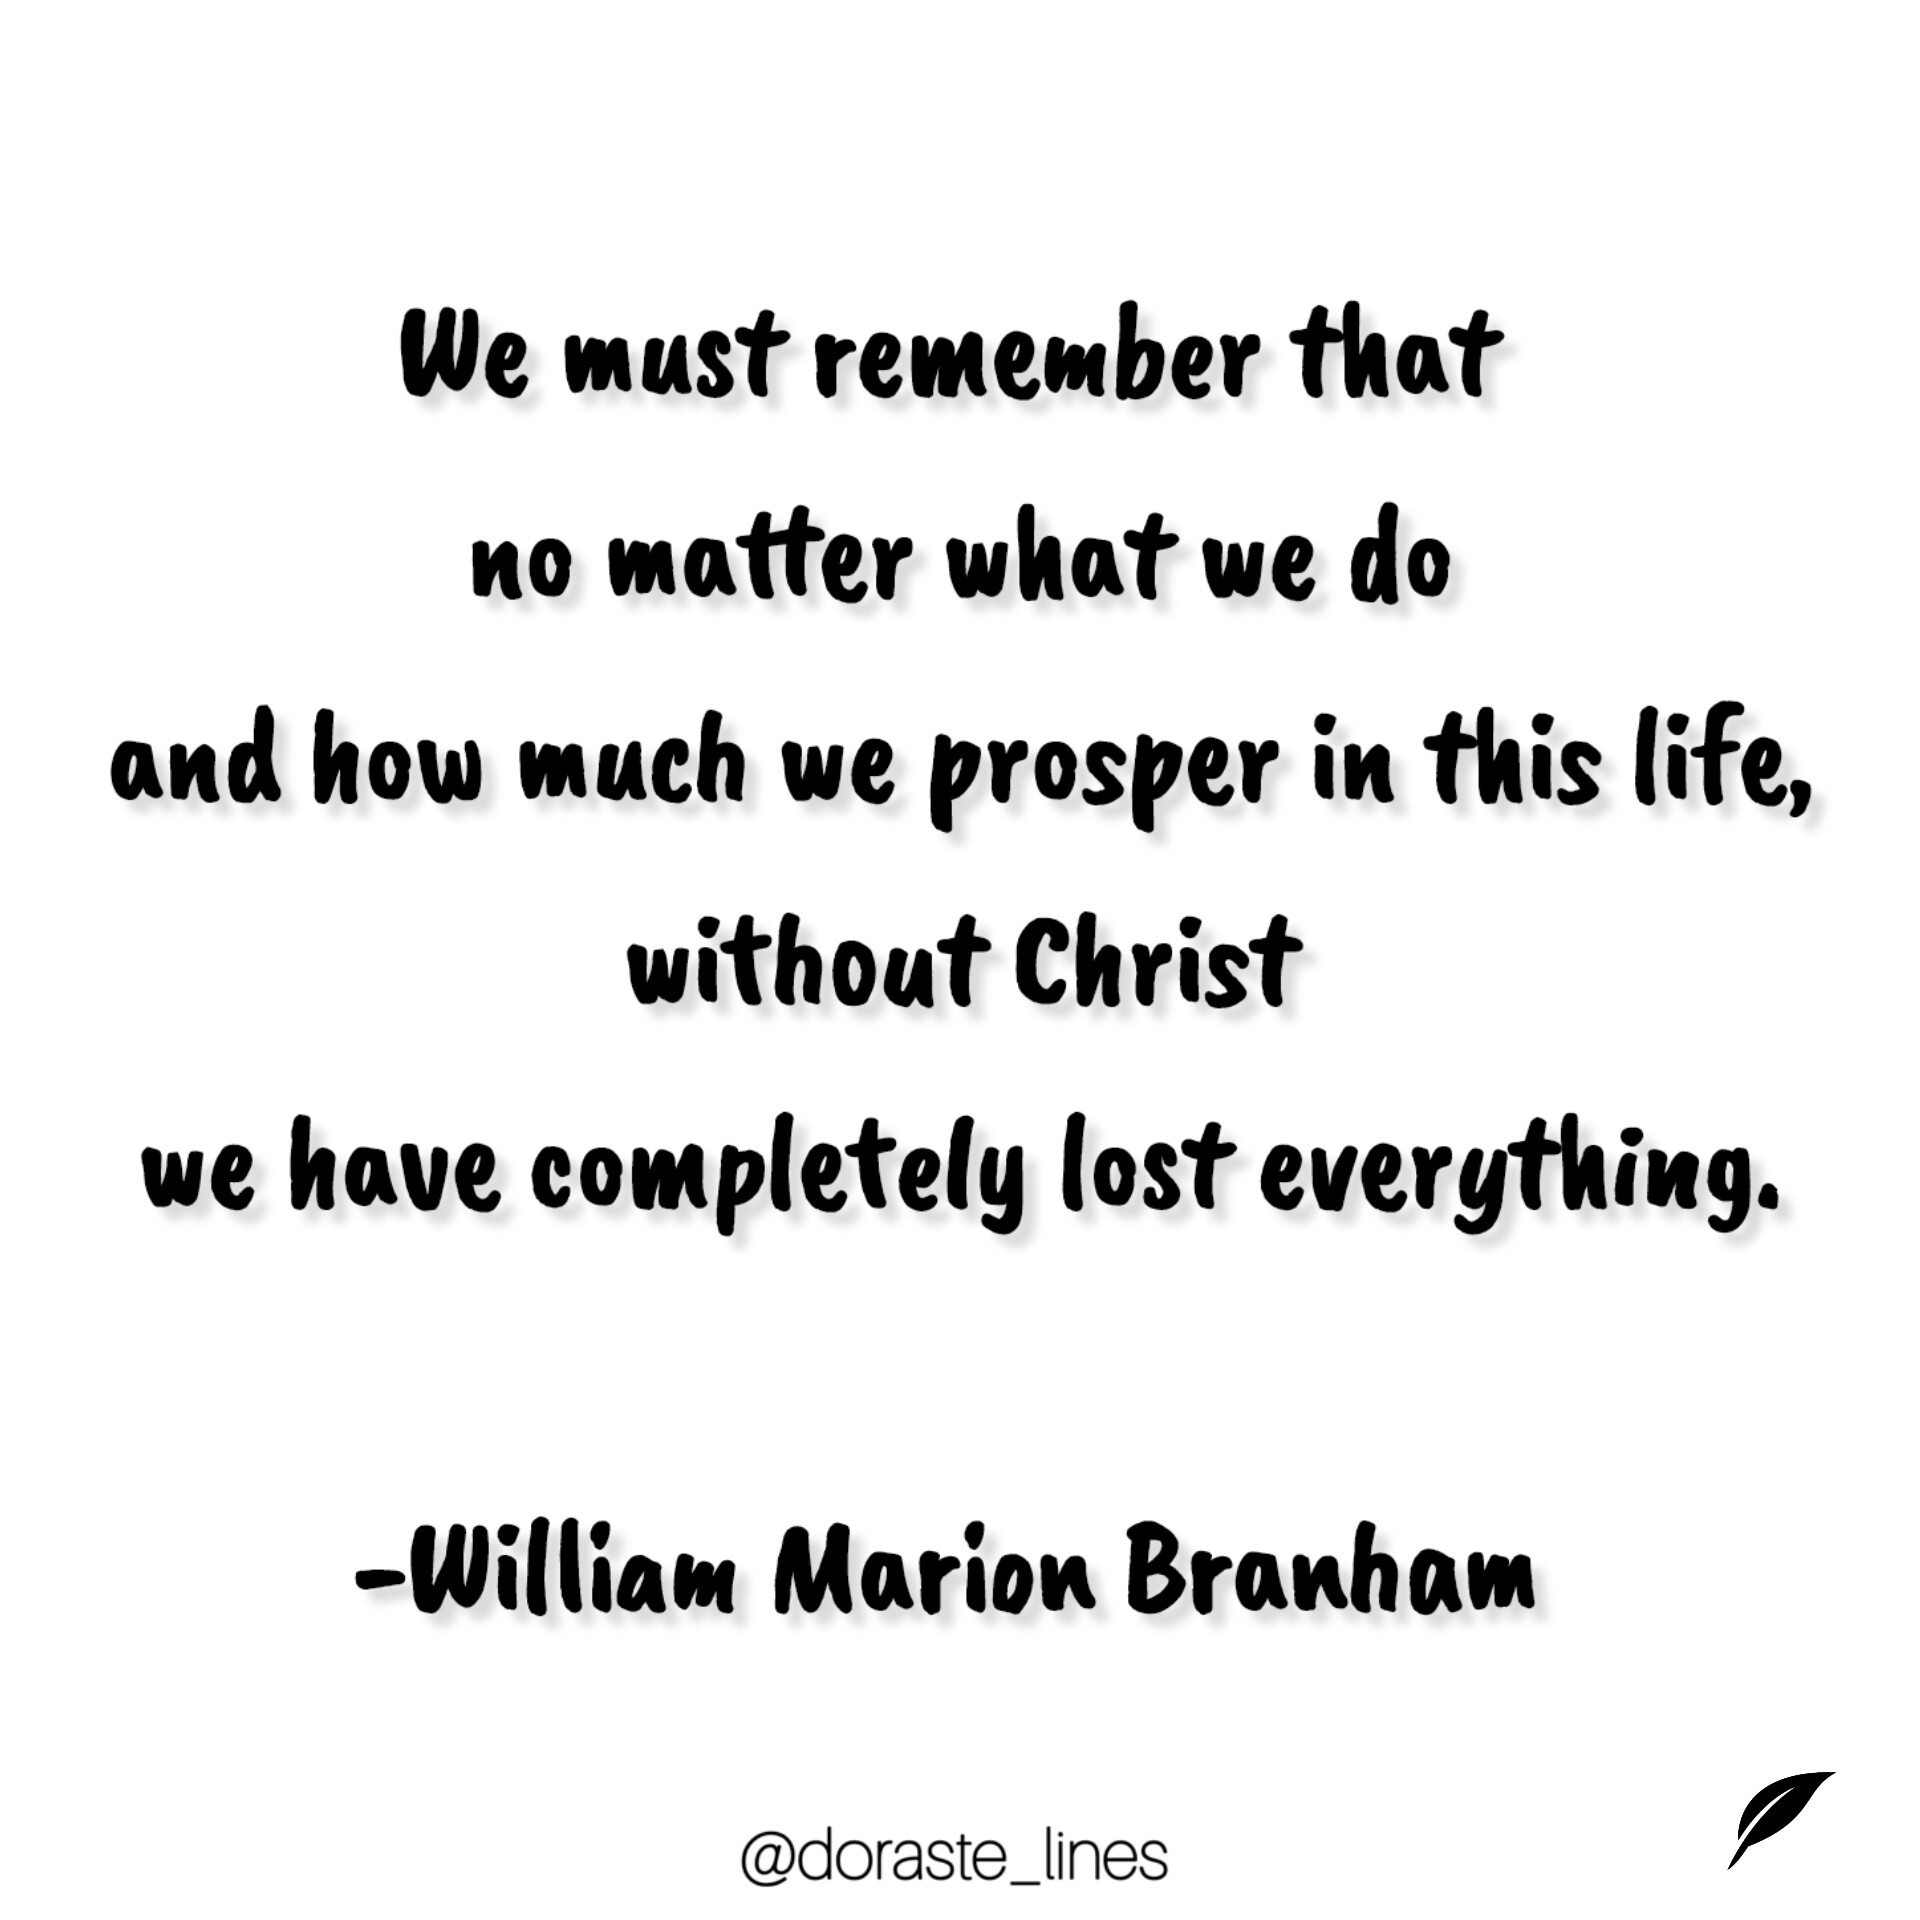 We must remember that
no matter what we do
and how much we prosper in this life,
without Christ
we have completely lost everything.
-William Marion Branham
@doraste_lines